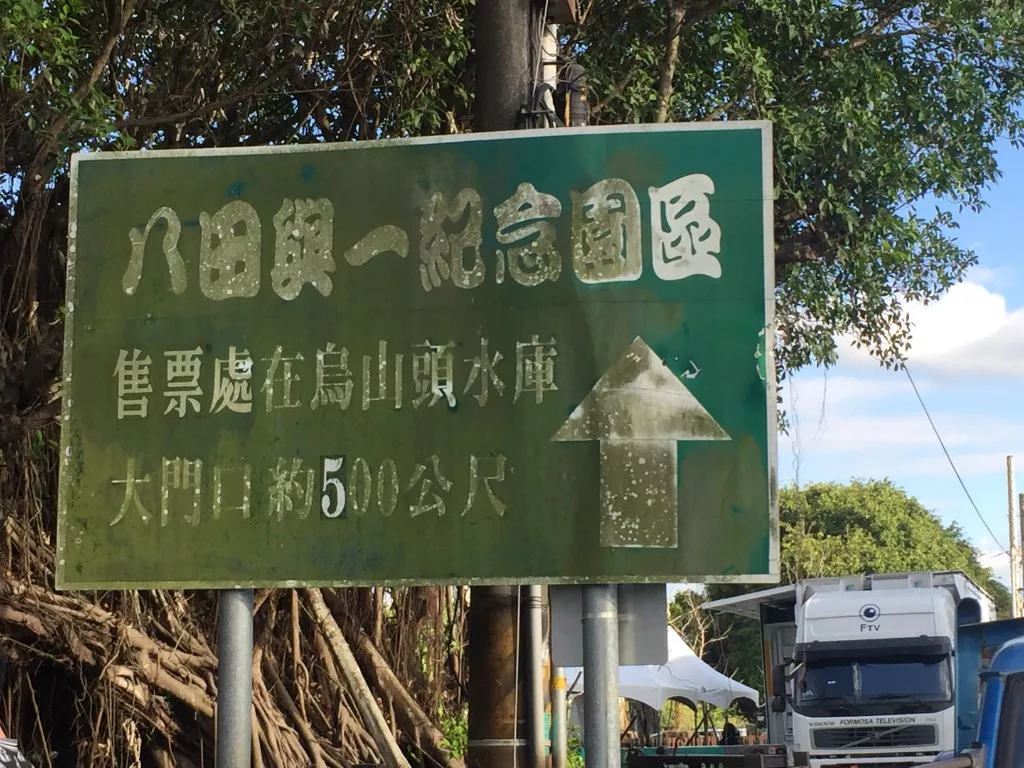 八田與一紀念園區
售票處在烏山頭水庫
大門口約500公尺
FTV
VOLVO FORMOSA TELEVISION